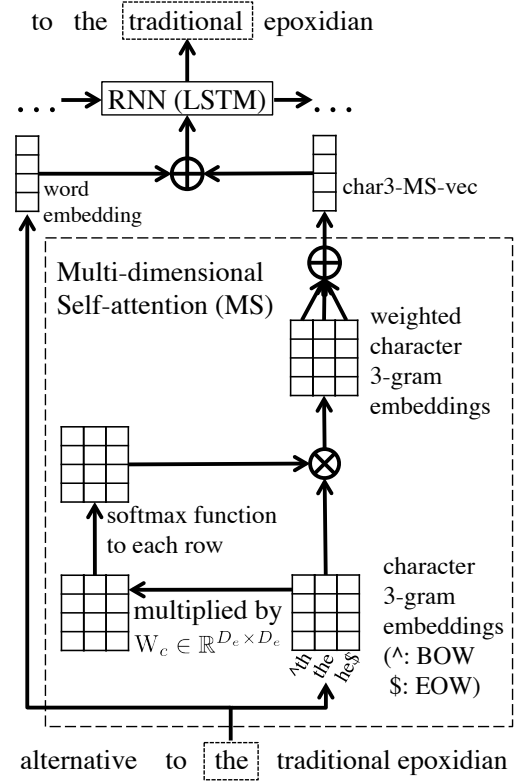 to the traditional epoxidian
... RNN (LSTM) ...
word
embedding
char3-MS-vec
Multi-dimensional
Self-attention (MS)
weighted
character
3-gram
embeddings
softmax function
to each row
multiplied by
W_c ∈ ℝ^{D_e×D_e}
character
3-gram
embeddings
(^: BOW
$: EOW)
^th
the
he$
alternative to the traditional epoxidian